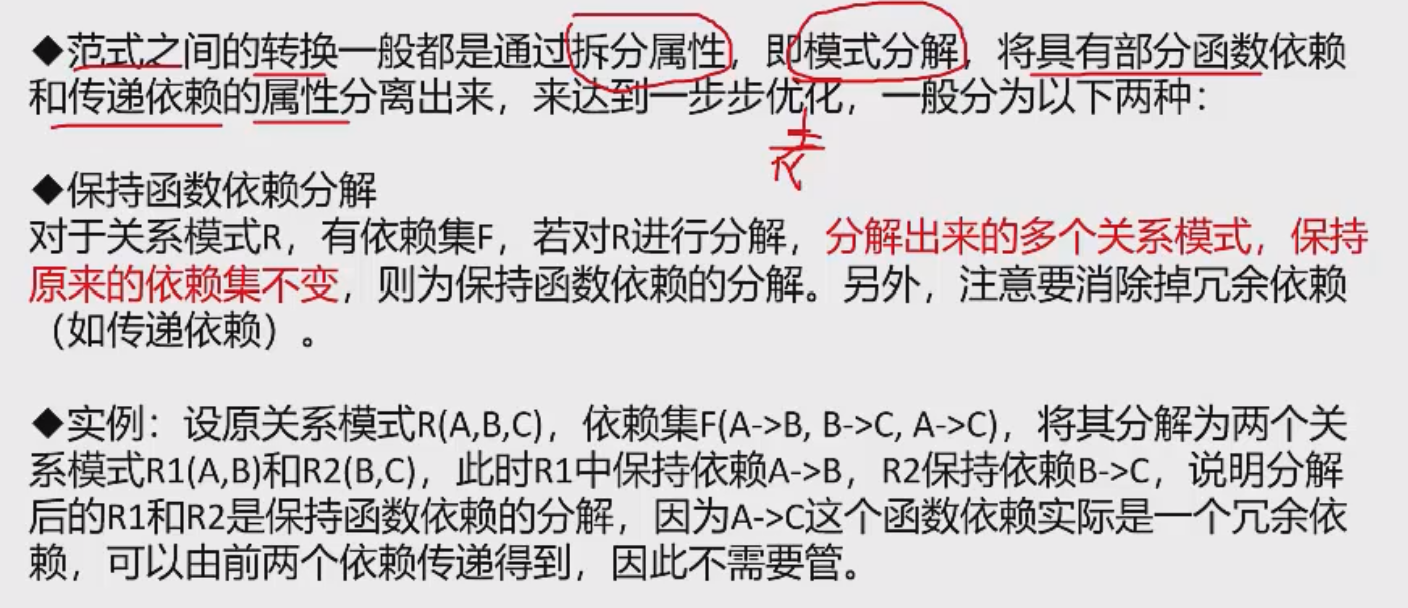 ◆范式之间的转换一般都是通过拆分属性，即模式分解，将具有部分函数依赖
和传递依赖的属性分离出来，来达到一步步优化，一般分为以下两种：
◆保持函数依赖分解
对于关系模式R，有依赖集F，若对R进行分解，分解出来的多个关系模式，保持
原来的依赖集不变，则为保持函数依赖的分解。另外，注意要消除掉冗余依赖
（如传递依赖）。
◆实例：设原关系模式R(A,B,C)，依赖集F(A->B, B->C, A->C)，将其分解为两个关
系模式R1(A,B)和R2(B,C)，此时R1中保持依赖A->B，R2保持依赖B->C，说明分解
后的R1和R2是保持函数依赖的分解，因为A->C这个函数依赖实际是一个冗余依
赖，可以由前两个依赖传递得到，因此不需要管。